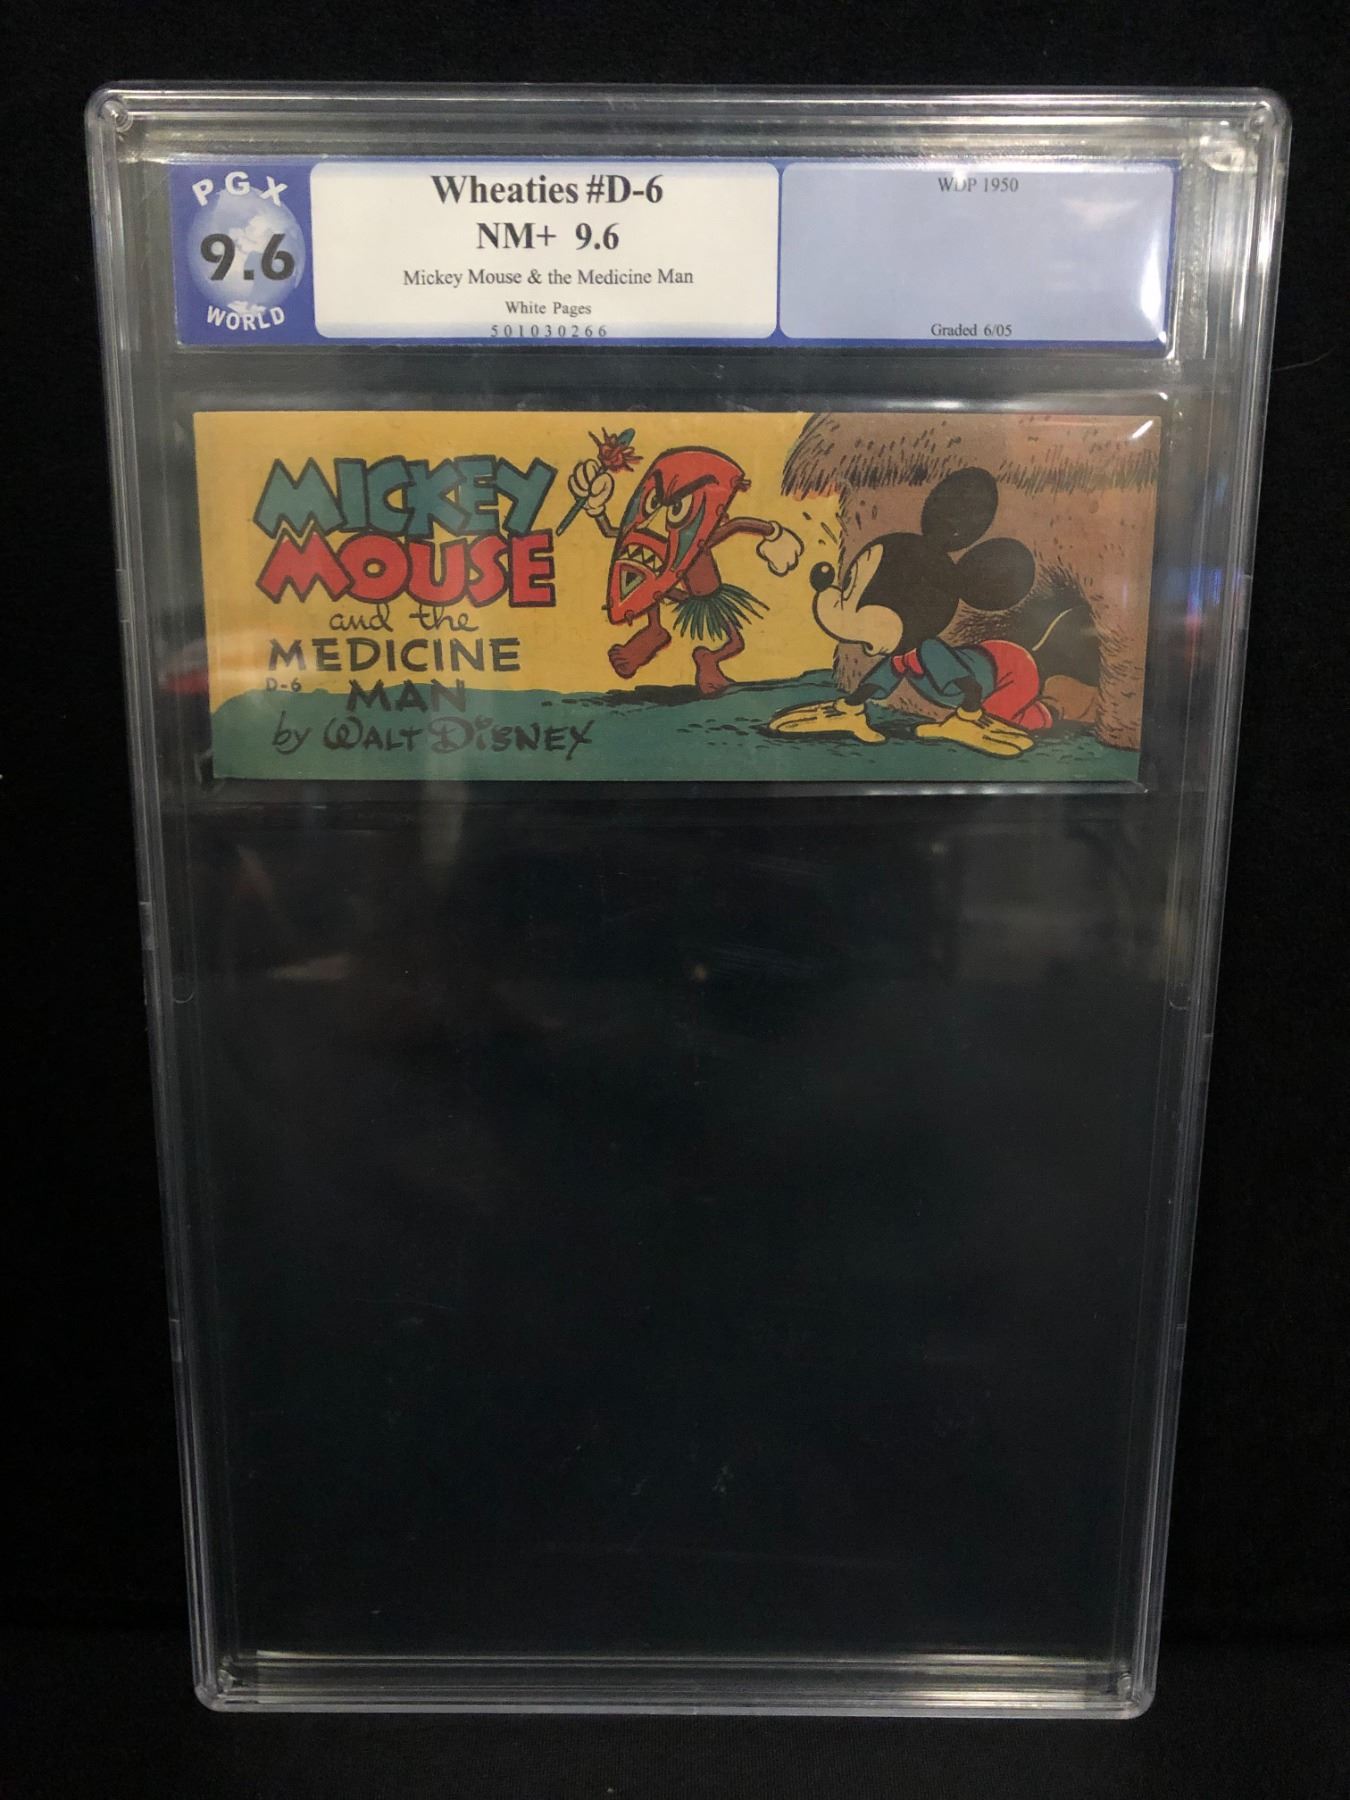 PGX
9.6
WORLD
Wheaties #D-6
NM+ 9.6
Mickey Mouse & the Medicine Man
White Pages
501030266
WDP 1950
Graded 6/05
MICKEY
MOUSE
and the
MEDICINE
D-6 MAN
by WALT DISNEY